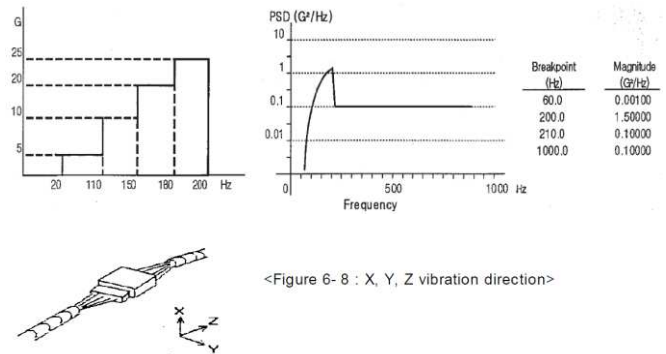 G
25
20
10
5
20 110 150 180 200 Hz
PSD (G²/Hz)
10
1
0.1
0.01
0 500 1000 Hz
Frequency
Breakpoint Magnitude
(Hz) (G²/Hz)
60.0 0.00100
200.0 1.50000
210.0 0.10000
1000.0 0.10000
X
Z
Y
<Figure 6- 8 : X, Y, Z vibration direction>